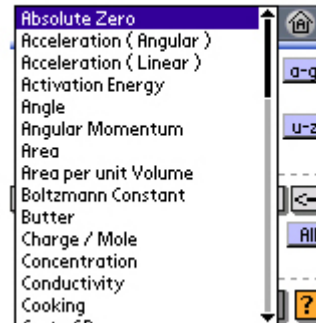 Absolute Zero
Acceleration ( Angular )
Acceleration ( Linear )
Activation Energy
Angle
Angular Momentum
Area
Area per unit Volume
Boltzmann Constant
Butter
Charge / Mole
Concentration
Conductivity
Cooking
a-g
u-z
<-
All
?